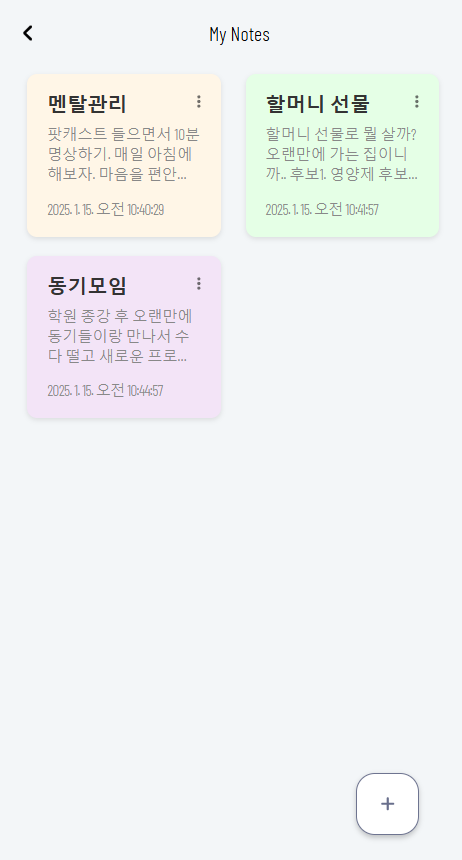 My Notes
멘탈관리
팟캐스트 들으면서 10분
명상하기. 매일 아침에
해보자. 마음을 편안...
2025. 1. 15. 오전 10:40:29
할머니 선물
할머니 선물로 뭘 살까?
오랜만에 가는 집이니
까.. 후보1. 영양제 후보...
2025. 1. 15. 오전 10:41:57
동기모임
학원 종강 후 오랜만에
동기들이랑 만나서 수
다 떨고 새로운 프로...
2025. 1. 15. 오전 10:44:57